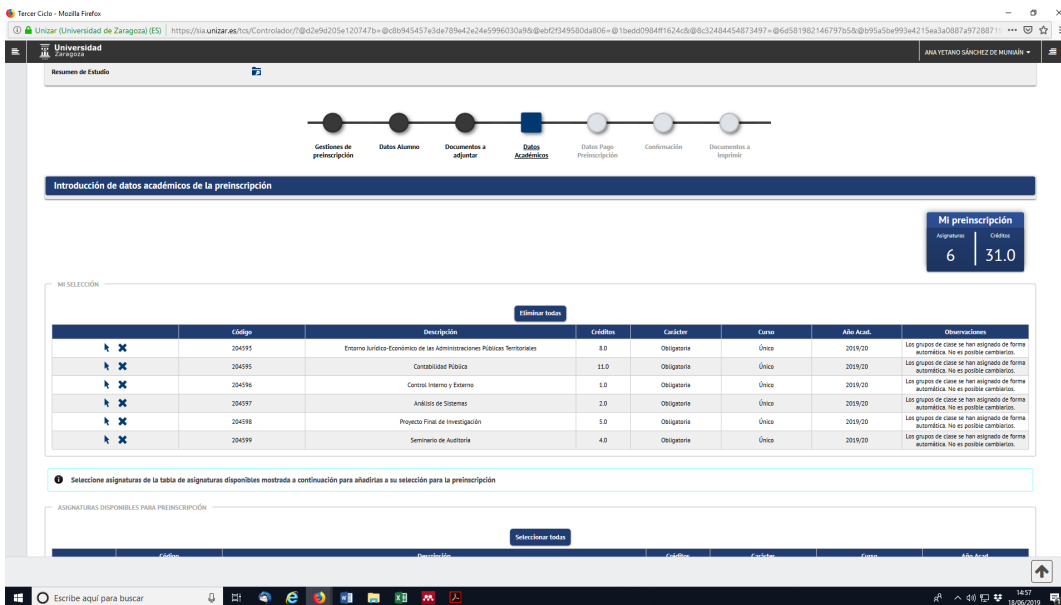 Tercer Ciclo - Mozilla Firefox
Unizar (Universidad de Zaragoza) (ES)
Universidad
Zaragoza
ANA YETANO SÁNCHEZ DE MUNIAÍN
Resumen de Estudio
Gestiones de preinscripción
Datos Alumno
Documentos a adjuntar
Datos Académicos
Datos Pago Preinscripción
Confirmación
Documentos a imprimir
Introducción de datos académicos de la preinscripción
Mi preinscripción
Asignaturas Créditos
6 31.0
MI SELECCIÓN
Eliminar todas
Código Descripción Créditos Carácter Curso Año Acad. Observaciones
204593 Entorno Jurídico-Económico de las Administraciones Públicas Territoriales 8.0 Obligatoria Único 2019/20 Los grupos de clase se han asignado de forma automática. No es posible cambiarlos.
204595 Contabilidad Pública 11.0 Obligatoria Único 2019/20 Los grupos de clase se han asignado de forma automática. No es posible cambiarlos.
204596 Control Interno y Externo 1.0 Obligatoria Único 2019/20 Los grupos de clase se han asignado de forma automática. No es posible cambiarlos.
204597 Análisis de Sistemas 2.0 Obligatoria Único 2019/20 Los grupos de clase se han asignado de forma automática. No es posible cambiarlos.
204598 Proyecto Final de Investigación 5.0 Obligatoria Único 2019/20 Los grupos de clase se han asignado de forma automática. No es posible cambiarlos.
204599 Seminario de Auditoría 4.0 Obligatoria Único 2019/20 Los grupos de clase se han asignado de forma automática. No es posible cambiarlos.
Seleccione asignaturas de la tabla de asignaturas disponibles mostrada a continuación para añadirlas a su selección para la preinscripción
ASIGNATURAS DISPONIBLES PARA PREINSCRIPCIÓN
Seleccionar todas
Código Descripción Créditos Carácter Curso Año Acad.
Escribe aquí para buscar
14:57
18/06/2019